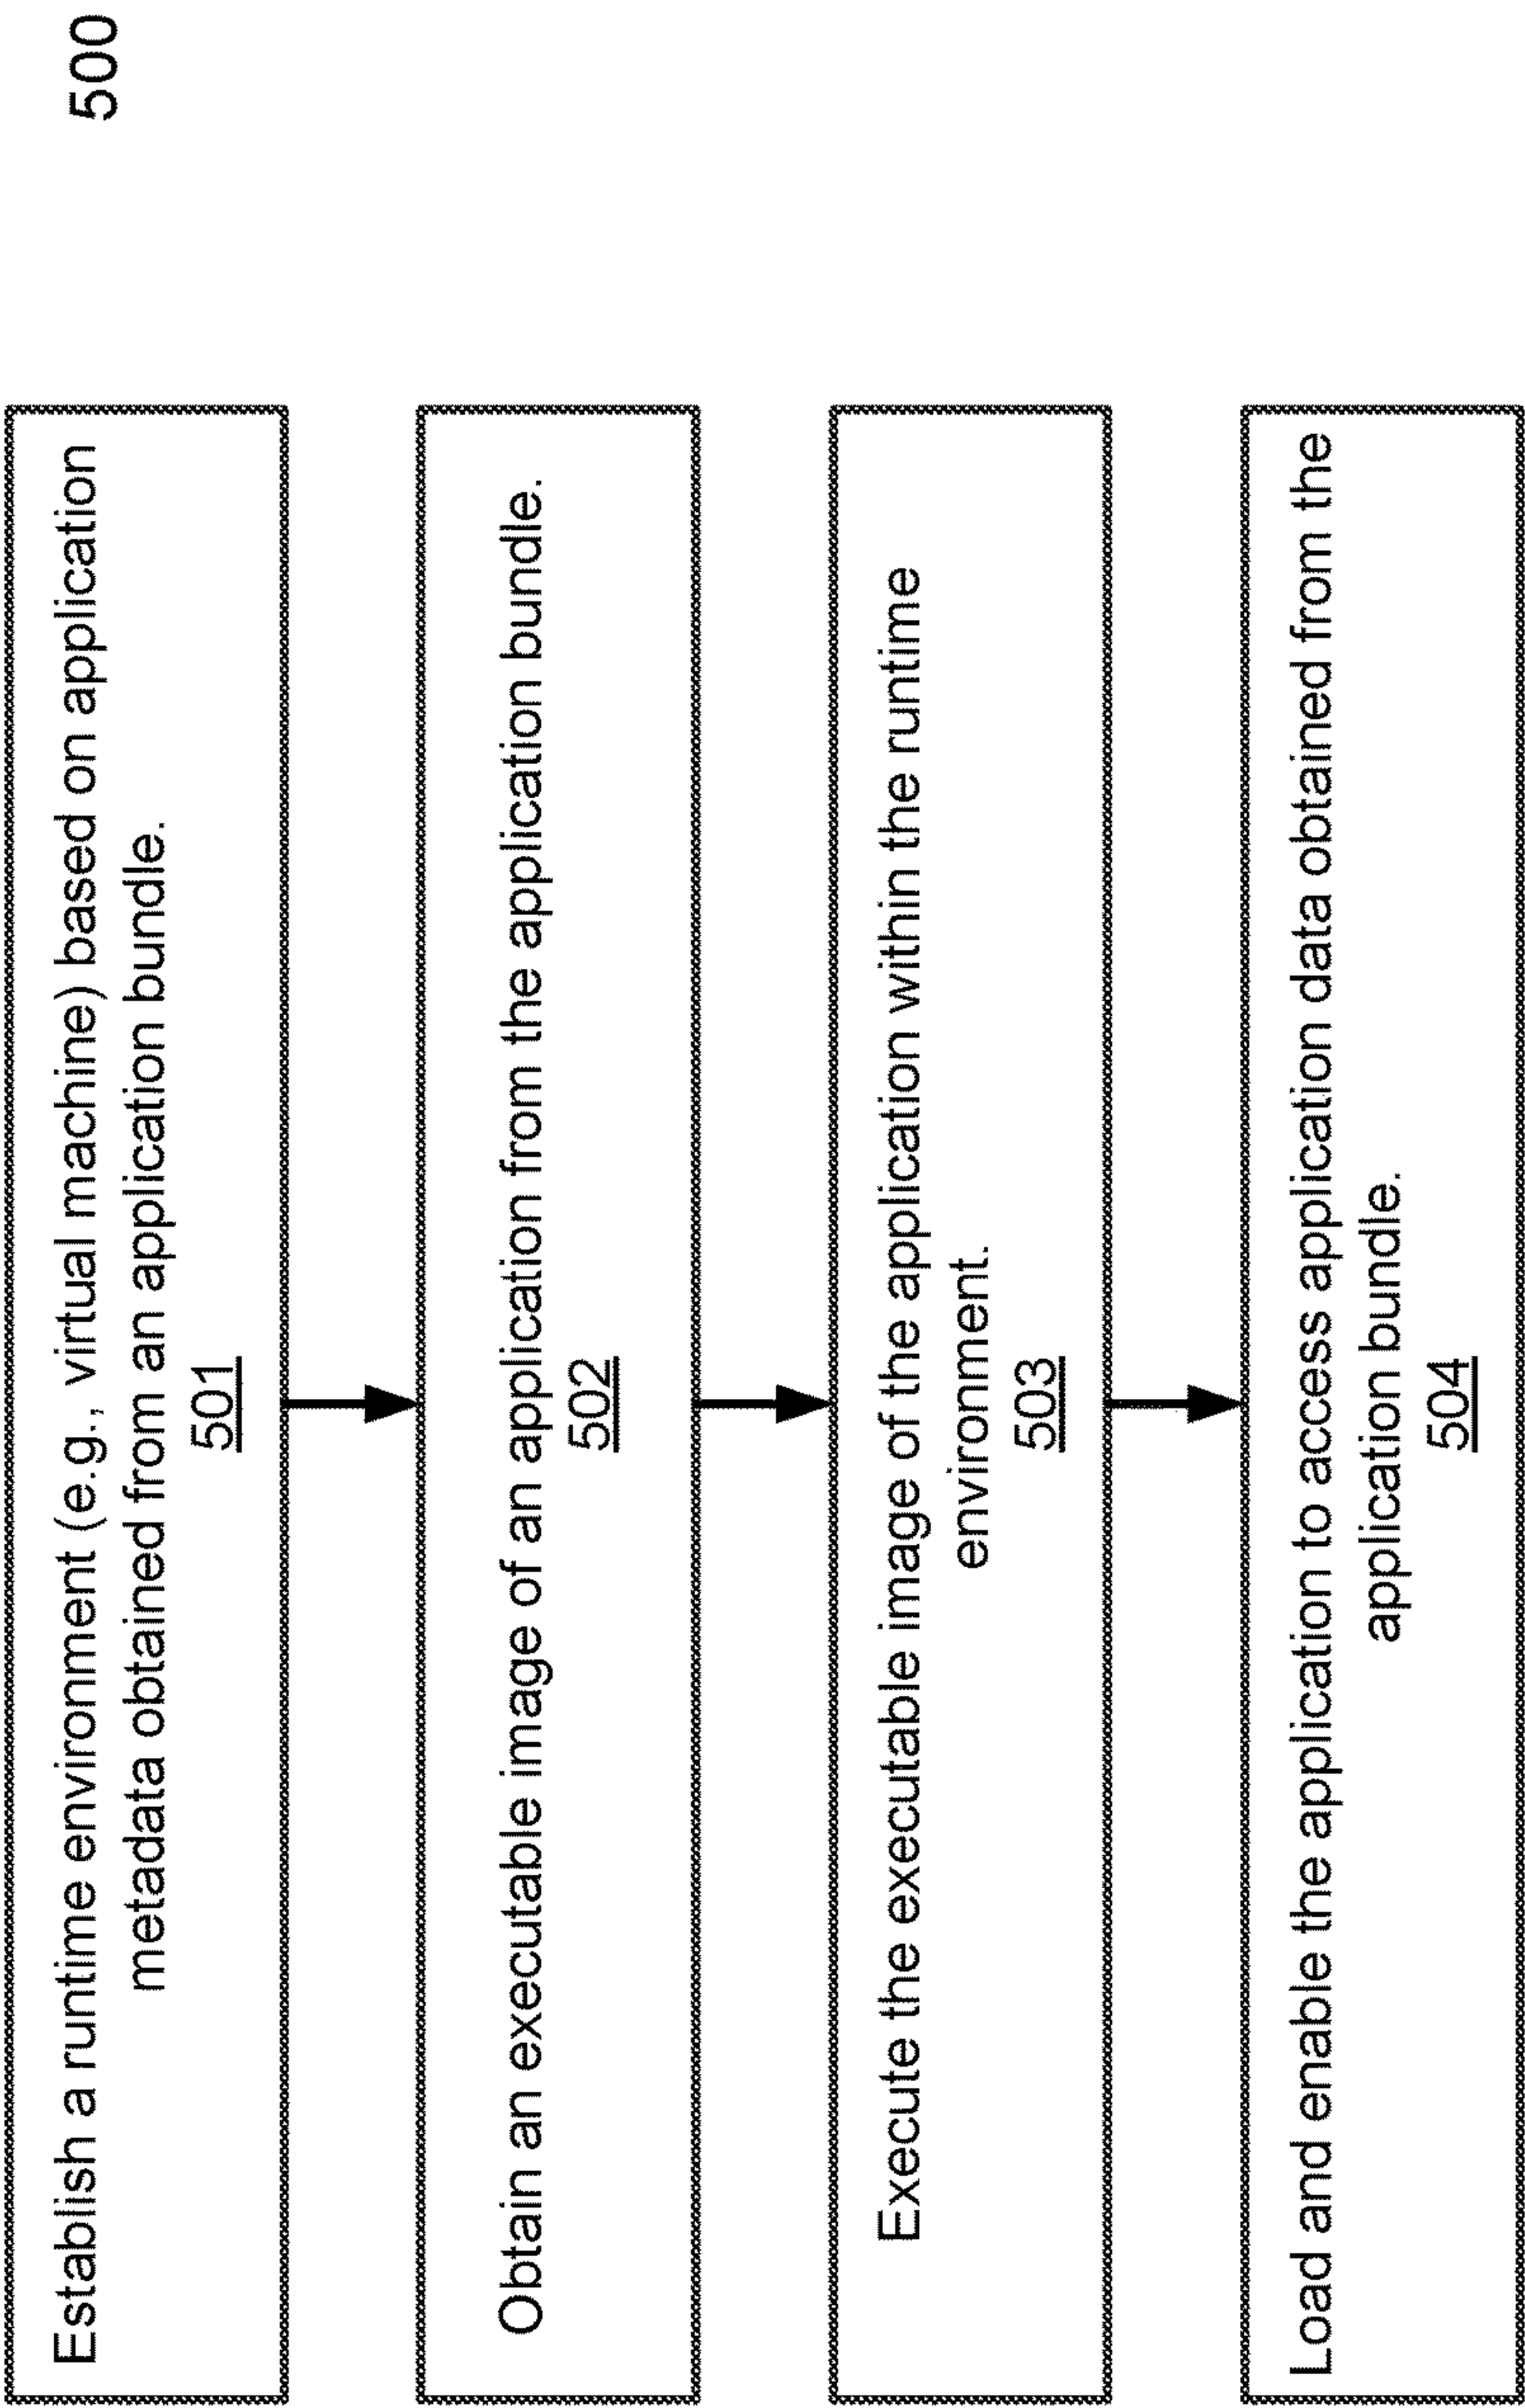 500
Establish a runtime environment (e.g., virtual machine) based on application
metadata obtained from an application bundle.
501
Obtain an executable image of an application from the application bundle.
502
Execute the executable image of the application within the runtime
environment.
503
Load and enable the application to access application data obtained from the
application bundle.
504